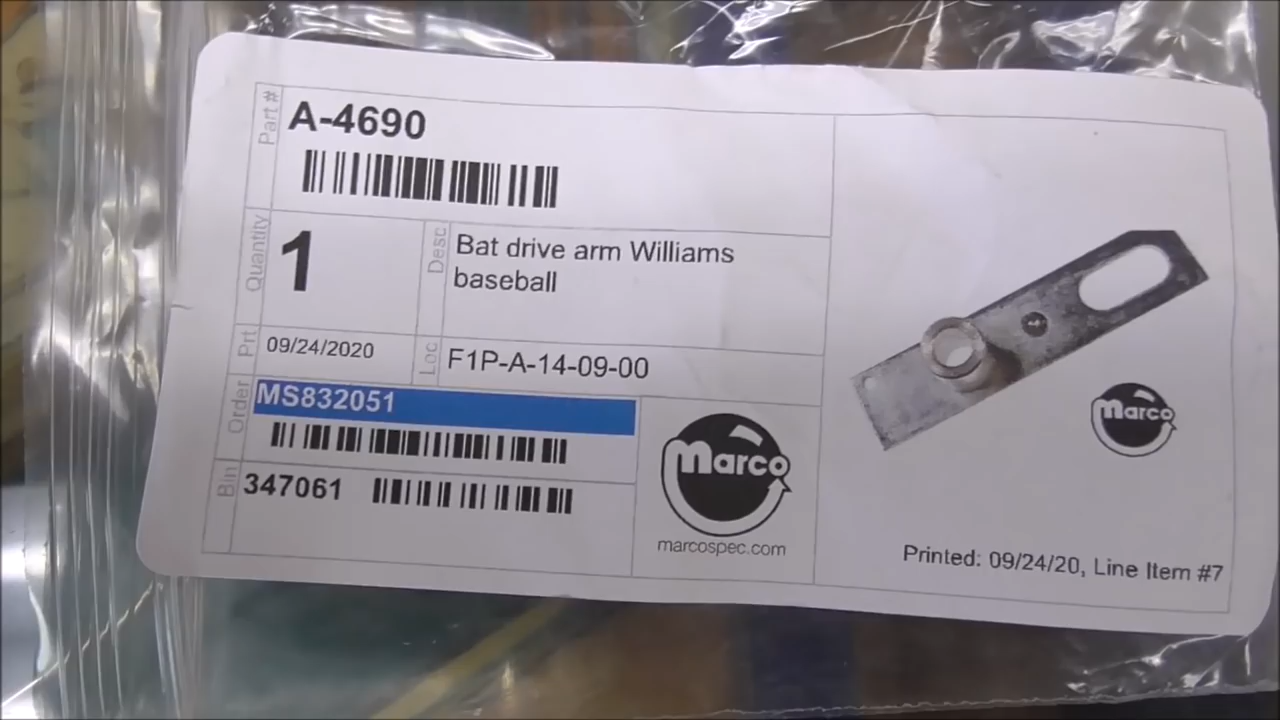 Part #
A-4690
Quantity
1
Desc
Bat drive arm Williams
baseball
Prt
09/24/2020
Loc
F1P-A-14-09-00
Order
MS832051
Bin
347061
marco
marcospec.com
marco
Printed: 09/24/20, Line Item #7